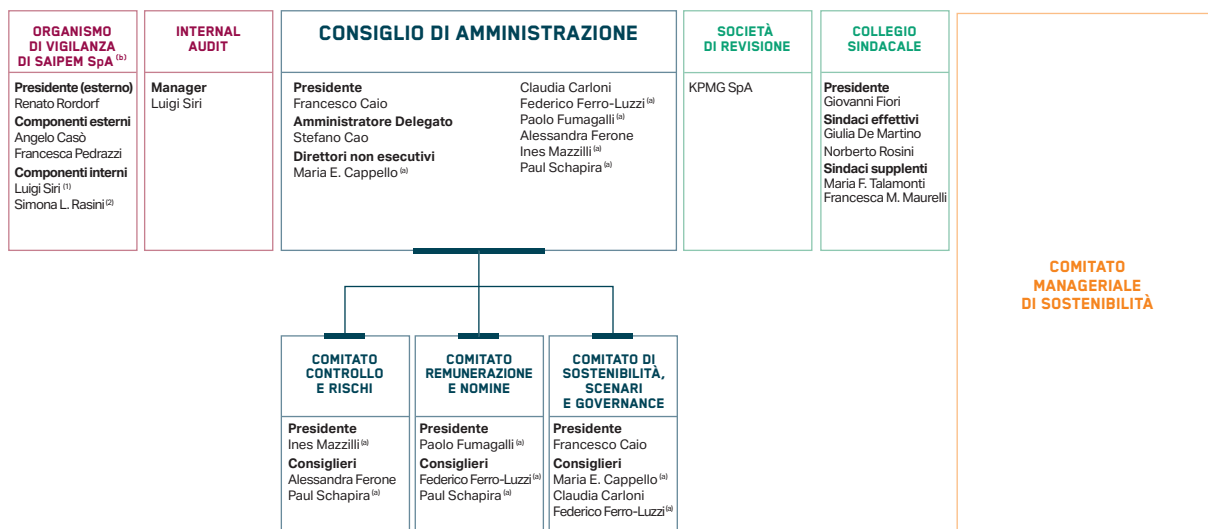 ORGANISMO
DI VIGILANZA
DI SAIPEM SpA (b)
Presidente (esterno)
Renato Rordorf
Componenti esterni
Angelo Casò
Francesca Pedrazzi
Componenti interni
Luigi Siri (1)
Simona L. Rasini (2)
INTERNAL
AUDIT
Manager
Luigi Siri
CONSIGLIO DI AMMINISTRAZIONE
Presidente
Francesco Caio
Amministratore Delegato
Stefano Cao
Direttori non esecutivi
Maria E. Cappello (a)
Claudia Carloni
Federico Ferro-Luzzi (a)
Paolo Fumagalli (a)
Alessandra Ferone
Ines Mazzilli (a)
Paul Schapira (a)
SOCIETÀ
DI REVISIONE
KPMG SpA
COLLEGIO
SINDACALE
Presidente
Giovanni Fiori
Sindaci effettivi
Giulia De Martino
Norberto Rosini
Sindaci supplenti
Maria F. Talamonti
Francesca M. Maurelli
COMITATO
MANAGERIALE
DI SOSTENIBILITÀ
COMITATO
CONTROLLO
E RISCHI
Presidente
Ines Mazzilli (a)
Consiglieri
Alessandra Ferone
Paul Schapira (a)
COMITATO
REMUNERAZIONE
E NOMINE
Presidente
Paolo Fumagalli (a)
Consiglieri
Federico Ferro-Luzzi (a)
Paul Schapira (a)
COMITATO DI
SOSTENIBILITÀ,
SCENARI
E GOVERNANCE
Presidente
Francesco Caio
Consiglieri
Maria E. Cappello (a)
Claudia Carloni
Federico Ferro-Luzzi (a)